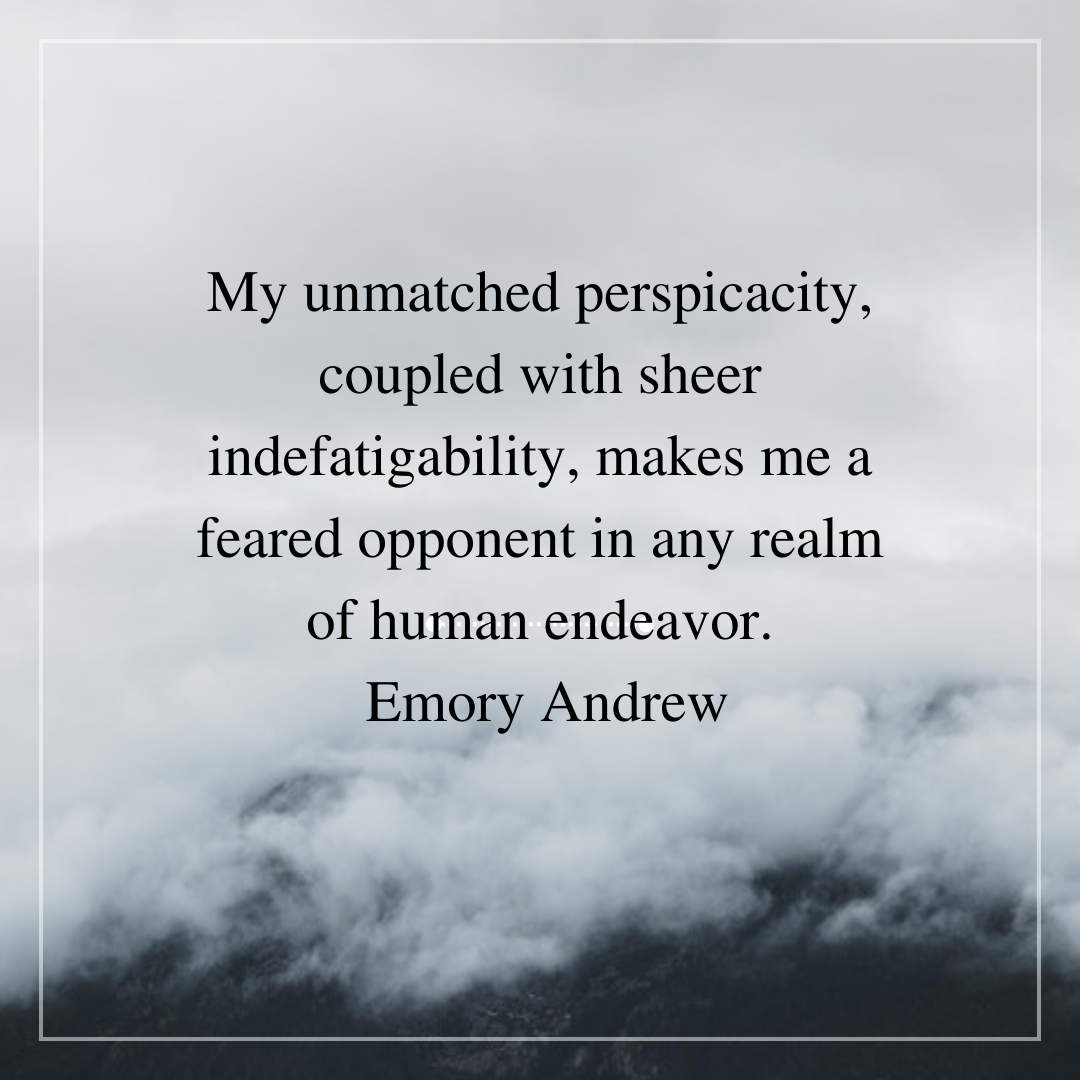 My unmatched perspicacity,
coupled with sheer
indefatigability, makes me a
feared opponent in any realm
of human endeavor.
Emory Andrew